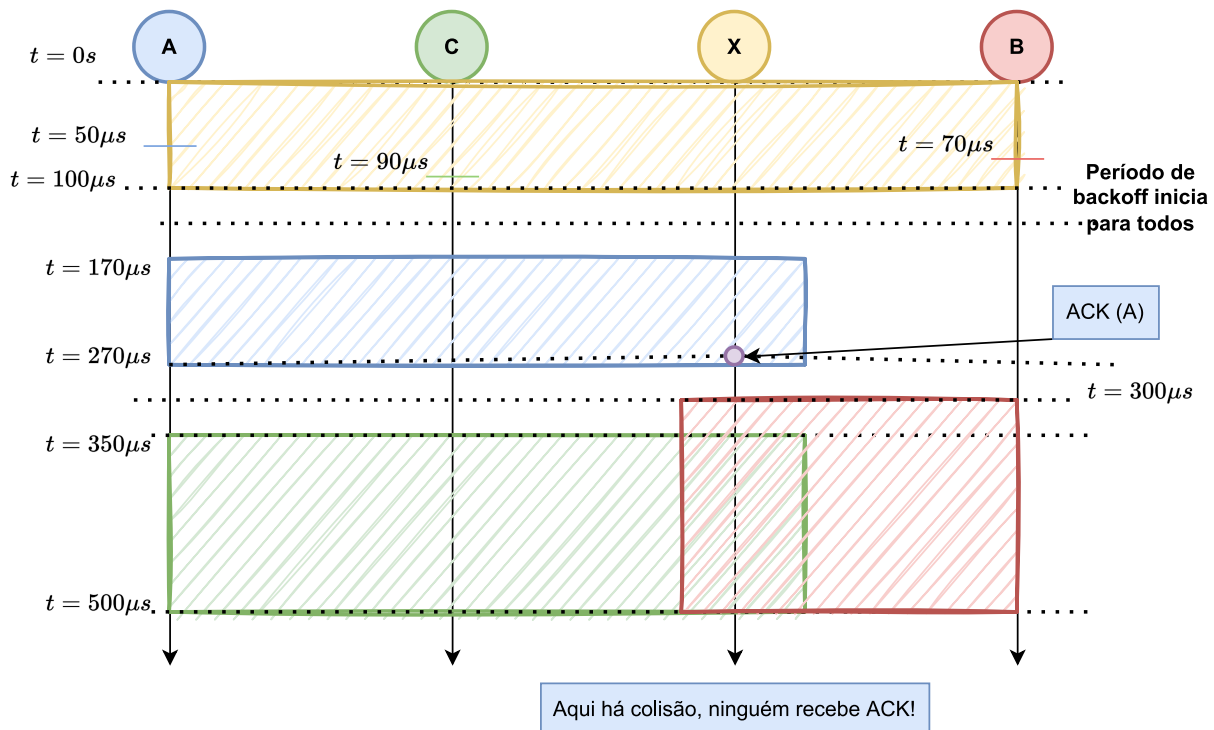 A
C
X
B
t = 0s
t = 50μs
t = 90μs
t = 70μs
t = 100μs
Período de
backoff inicia
para todos
t = 170μs
ACK (A)
t = 270μs
t = 300μs
t = 350μs
t = 500μs
Aqui há colisão, ninguém recebe ACK!